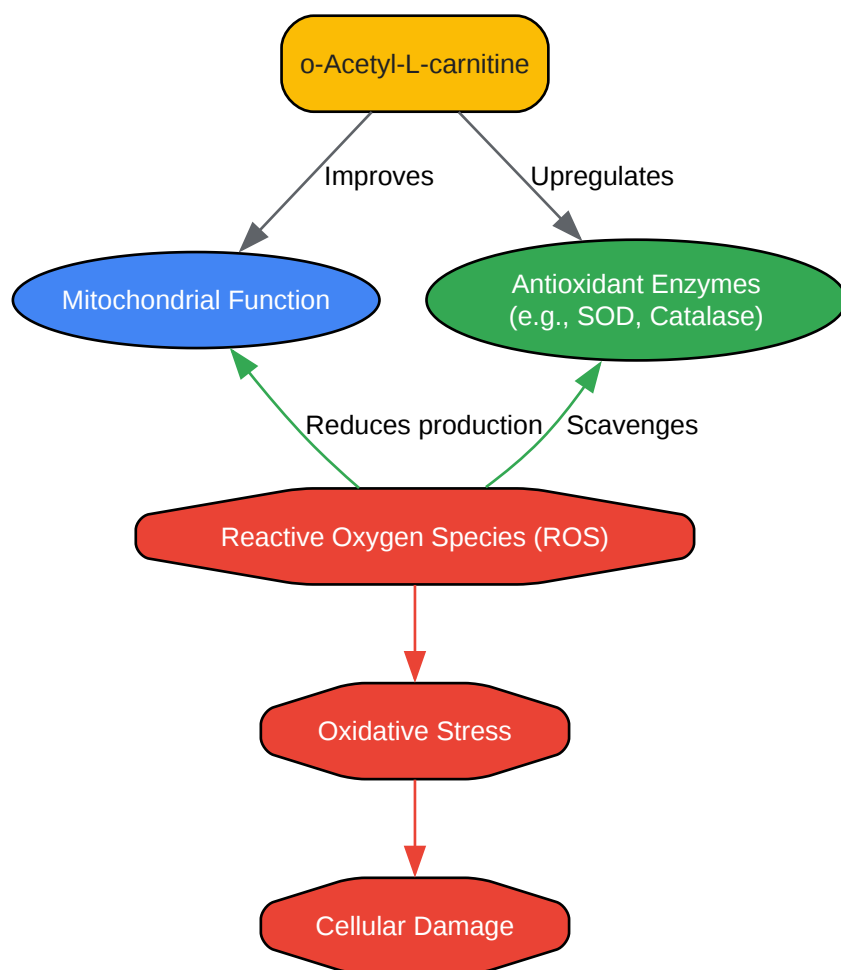 o-Acetyl-L-carnitine
Improves
Upregulates
Mitochondrial Function
Antioxidant Enzymes
(e.g., SOD, Catalase)
Reduces production
Scavenges
Reactive Oxygen Species (ROS)
Oxidative Stress
Cellular Damage